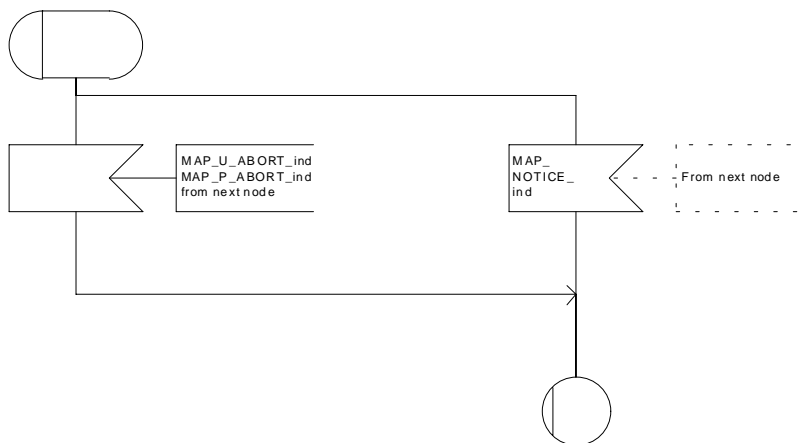 MAP_U_ABORT_ind
MAP_P_ABORT_ind
from next node
MAP_
NOTICE_
ind
From next node